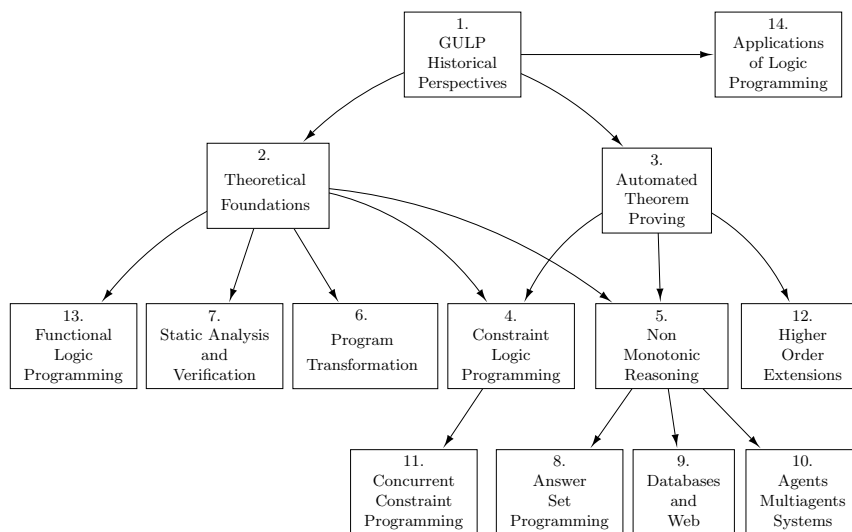 1.
GULP
Historical
Perspectives
14.
Applications
of Logic
Programming
2.
Theoretical
Foundations
3.
Automated
Theorem
Proving
13.
Functional
Logic
Programming
7.
Static Analysis
and
Verification
6.
Program
Transformation
4.
Constraint
Logic
Programming
5.
Non
Monotonic
Reasoning
12.
Higher
Order
Extensions
11.
Concurrent
Constraint
Programming
8.
Answer
Set
Programming
9.
Databases
and
Web
10.
Agents
Multiagents
Systems